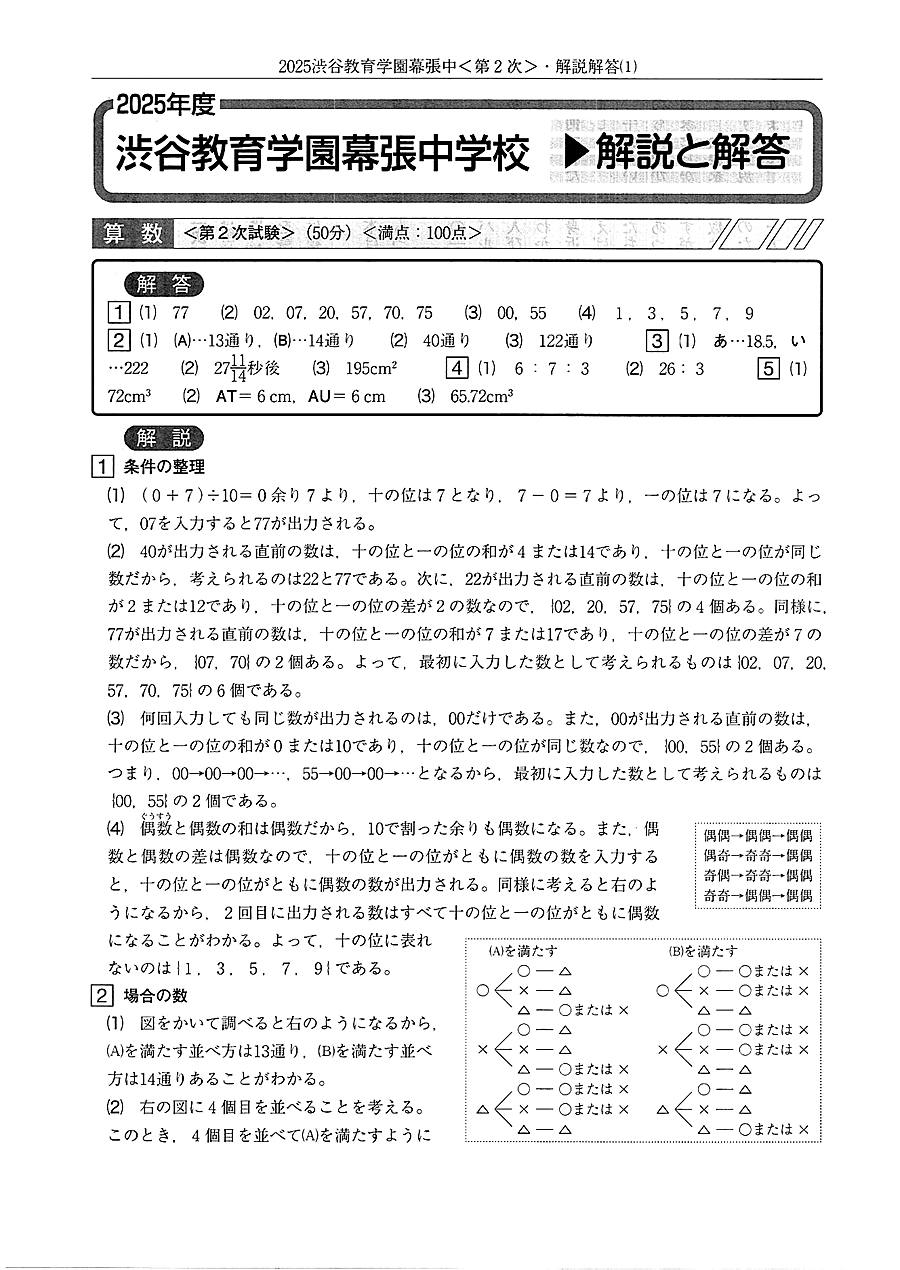 2025渋谷教育学園幕張中＜第２次＞・解説解答(1)
2025年度
渋谷教育学園幕張中学校　▶解説と解答
算　数　＜第２次試験＞（50分）＜満点：100点＞
解　答
1　(1)　77　(2)　02，07，20，57，70，75　(3)　00，55　(4)　1，3，5，7，9
2　(1)　(A)…13通り，(B)…14通り　(2)　40通り　(3)　122通り　3　(1)　あ…18.5，い
…222　(2)　27 11/14 秒後　(3)　195cm²　4　(1)　6：7：3　(2)　26：3　5　(1)
72cm³　(2)　AT＝6cm，AU＝6cm　(3)　65.72cm³
解　説
1　条件の整理
(1)　（0＋7）÷10＝0余り7より，十の位は7となり，7－0＝7より，一の位は7になる。よっ
て，07を入力すると77が出力される。
(2)　40が出力される直前の数は，十の位と一の位の和が4または14であり，十の位と一の位が同じ
数だから，考えられるのは22と77である。次に，22が出力される直前の数は，十の位と一の位の和
が2または12であり，十の位と一の位の差が2の数なので，{02，20，57，75}の4個ある。同様に，
77が出力される直前の数は，十の位と一の位の和が7または17であり，十の位と一の位の差が7の
数だから，{07，70}の2個ある。よって，最初に入力した数として考えられるものは{02，07，20，
57，70，75}の6個である。
(3)　何回入力しても同じ数が出力されるのは，00だけである。また，00が出力される直前の数は，
十の位と一の位の和が0または10であり，十の位と一の位が同じ数なので，{00，55}の2個ある。
つまり，00→00→00→…，55→00→00→…となるから，最初に入力した数として考えられるものは
{00，55}の2個である。
ぐうすう
(4)　偶数と偶数の和は偶数だから，10で割った余りも偶数になる。また，偶
数と偶数の差は偶数なので，十の位と一の位がともに偶数の数を入力する
と，十の位と一の位がともに偶数の数が出力される。同様に考えると右のよ
うになるから，2回目に出力される数はすべて十の位と一の位がともに偶数
になることがわかる。よって，十の位に表れ
ないのは{1，3，5，7，9}である。
偶偶→偶偶→偶偶
偶奇→奇奇→偶偶
奇偶→奇奇→偶偶
奇奇→偶偶→偶偶
2　場合の数
(1)　図をかいて調べると右のようになるから，
(A)を満たす並べ方は13通り，(B)を満たす並べ
方は14通りあることがわかる。
(2)　右の図に4個目を並べることを考える。
このとき，4個目を並べて(A)を満たすように
(A)を満たす
○─△
○　×─△
△─○または×
○─△
×　×─△
△─○または×
○─○または×
△　×─○または×
△─△
(B)を満たす
○─○または×
○　×─○または×
△─△
○─○または×
×　×─○または×
△─△
○─△
△　×─△
△─○または×